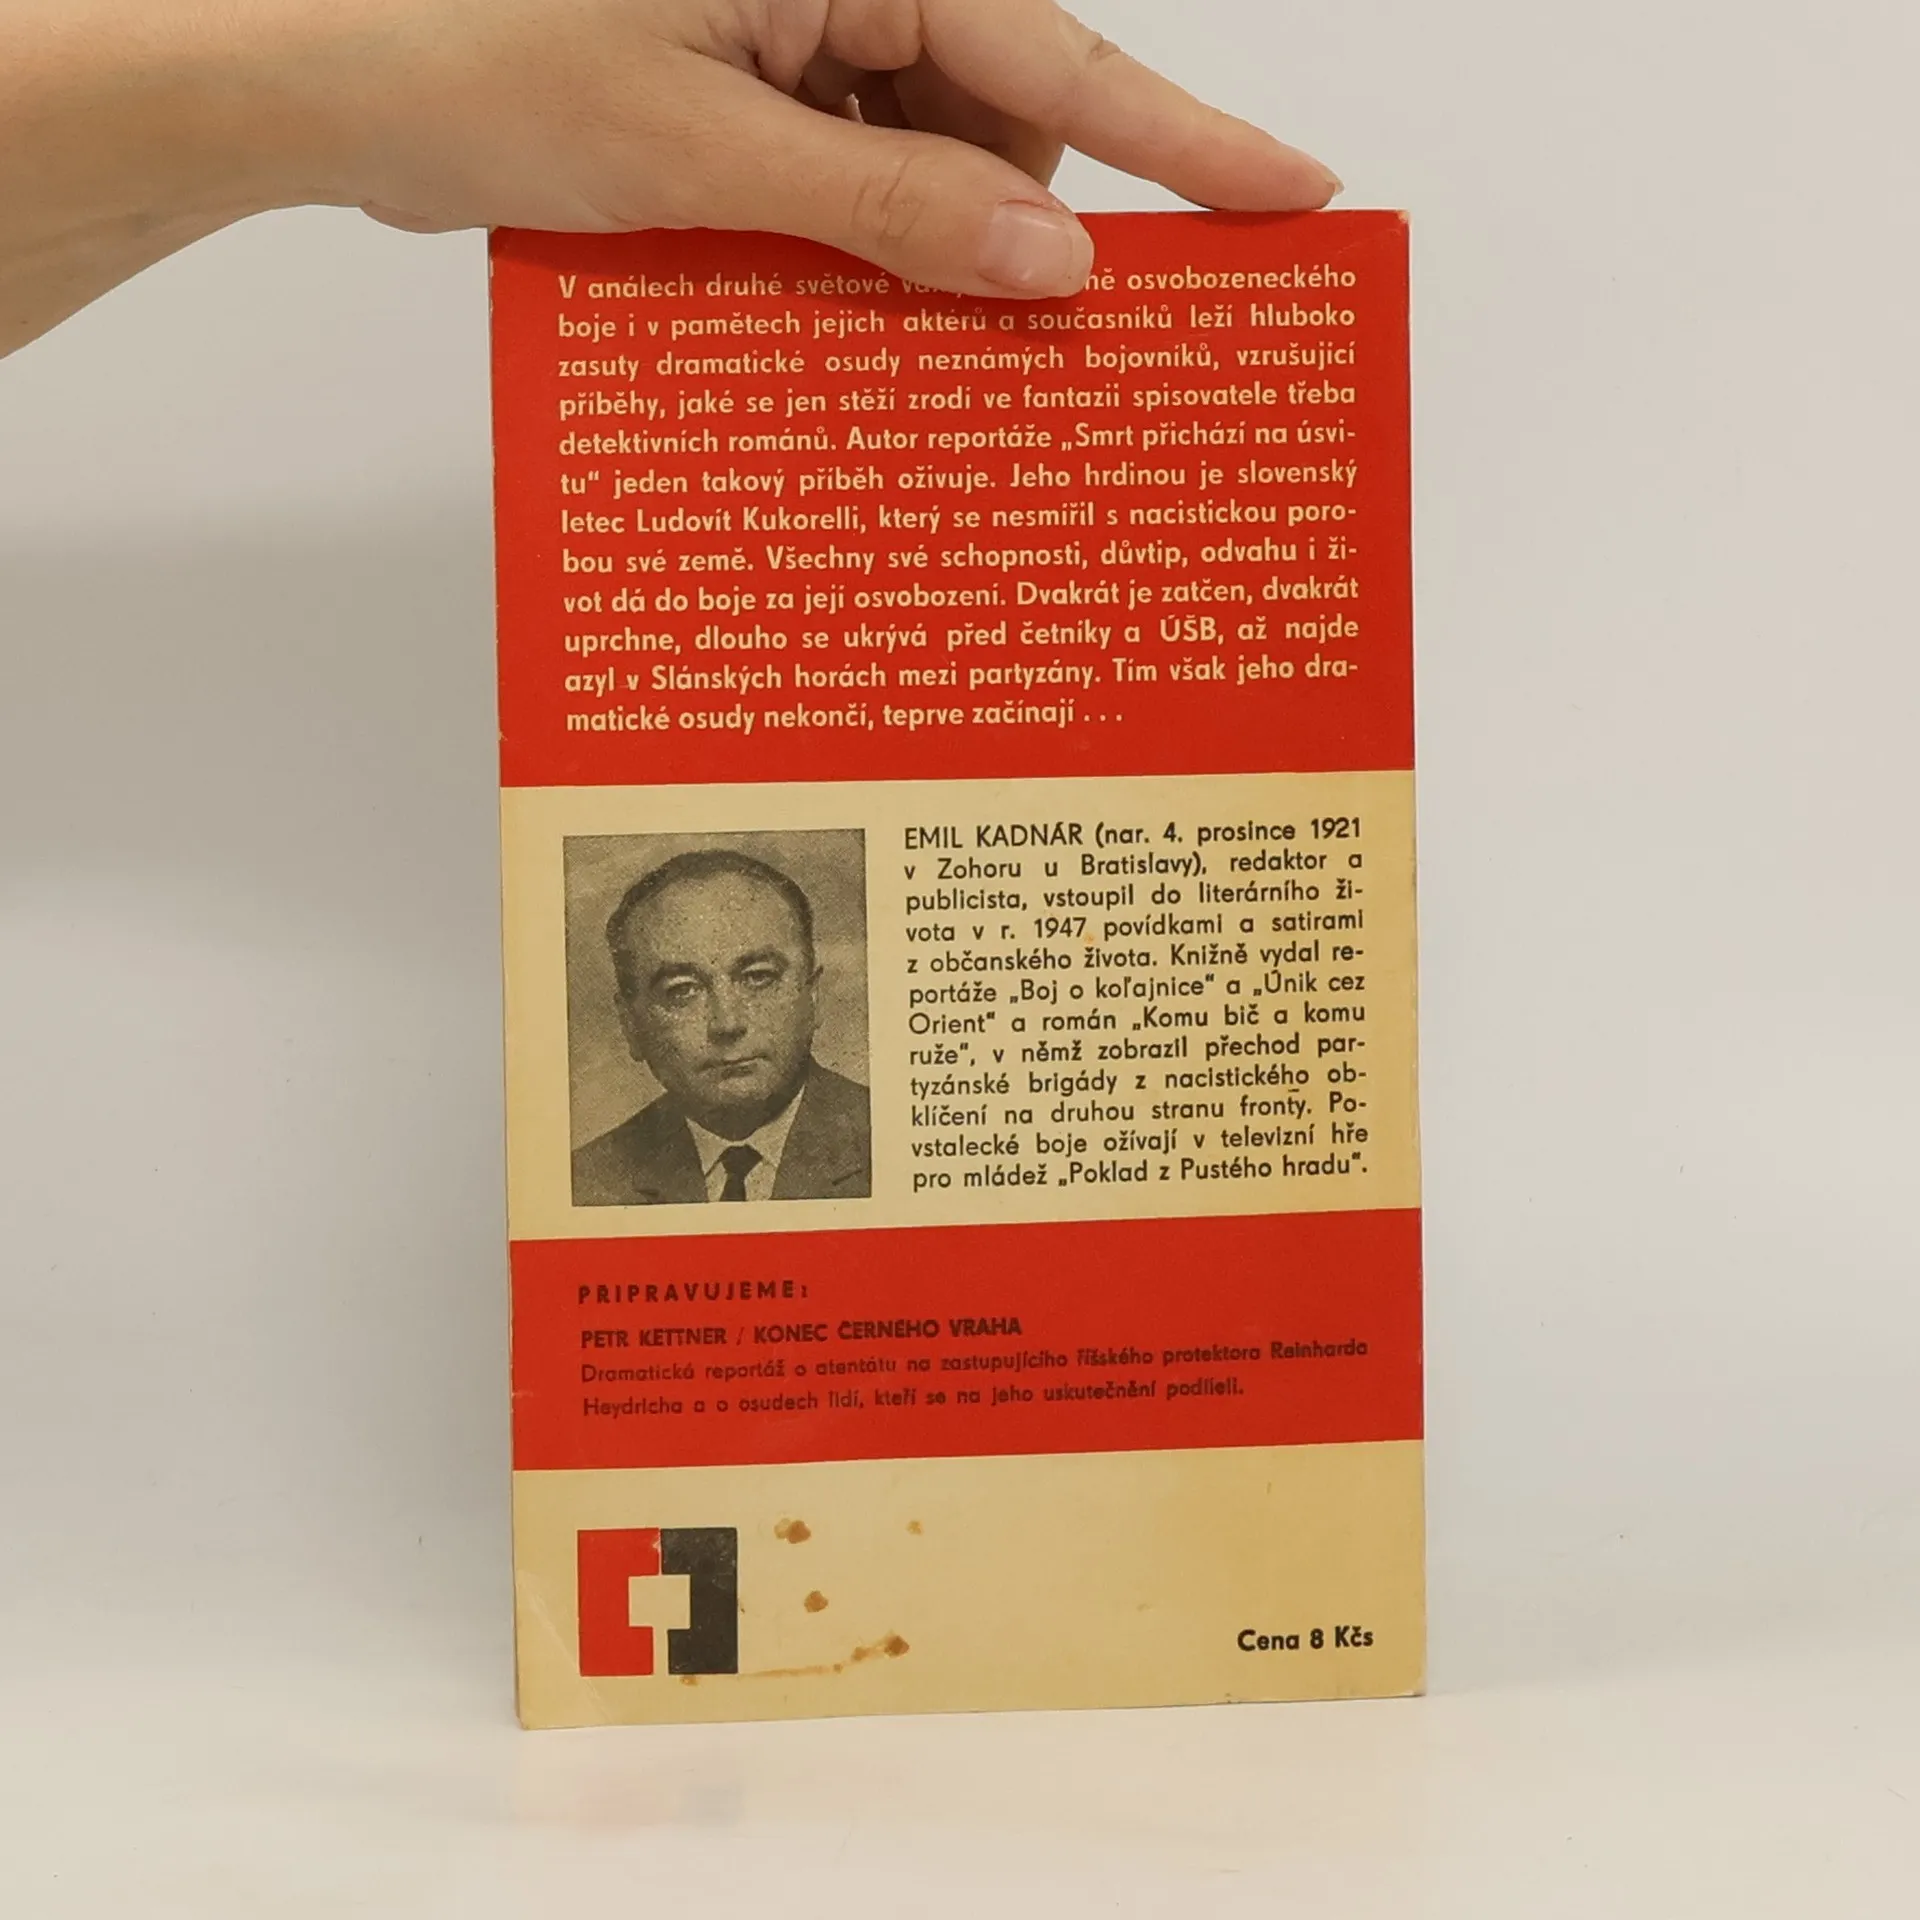 V análech druhé světové osvobozeneckého
boje i v pamětech jejich aktérů a současníků leží hluboko
zasuty dramatické osudy neznámých bojovníků, vzrušující
příběhy, jaké se jen stěží zrodí ve fantazii spisovatele třeba
detektivních románů. Autor reportáže „Smrt přichází na úsvi-
tu“ jeden takový příběh oživuje. Jeho hrdinou je slovenský
letec Ludovít Kukorelli, který se nesmířil s nacistickou poro-
bou své země. Všechny své schopnosti, důvtip, odvahu i ži-
vot dá do boje za její osvobození. Dvakrát je zatčen, dvakrát
uprchne, dlouho se ukrývá před četníky a ÚŠB, až najde
azyl v Slánských horách mezi partyzány. Tím však jeho dra-
matické osudy nekončí, teprve začínají . . .
EMIL KADNÁR (nar. 4. prosince 1921
v Zohoru u Bratislavy), redaktor a
publicista, vstoupil do literárního ži-
vota v r. 1947 povídkami a satirami
z občanského života. Knižně vydal re-
portáže „Boj o koľajnice“ a „Únik cez
Orient“ a román „Komu bič a komu
ruže“, v němž zobrazil přechod par-
tyzánské brigády z nacistického ob-
klíčení na druhou stranu fronty. Po-
vstalecké boje ožívají v televizní hře
pro mládež „Poklad z Pustého hradu“.
PŘIPRAVUJEME:
PETR KETTNER / KONEC ČERNÉHO VRAHA
Dramatická reportáž o atentátu na zastupujícího říšského protektora Reinharda
Heydricha a o osudech lidí, kteří se na jeho uskutečnění podíleli.
Cena 8 Kčs